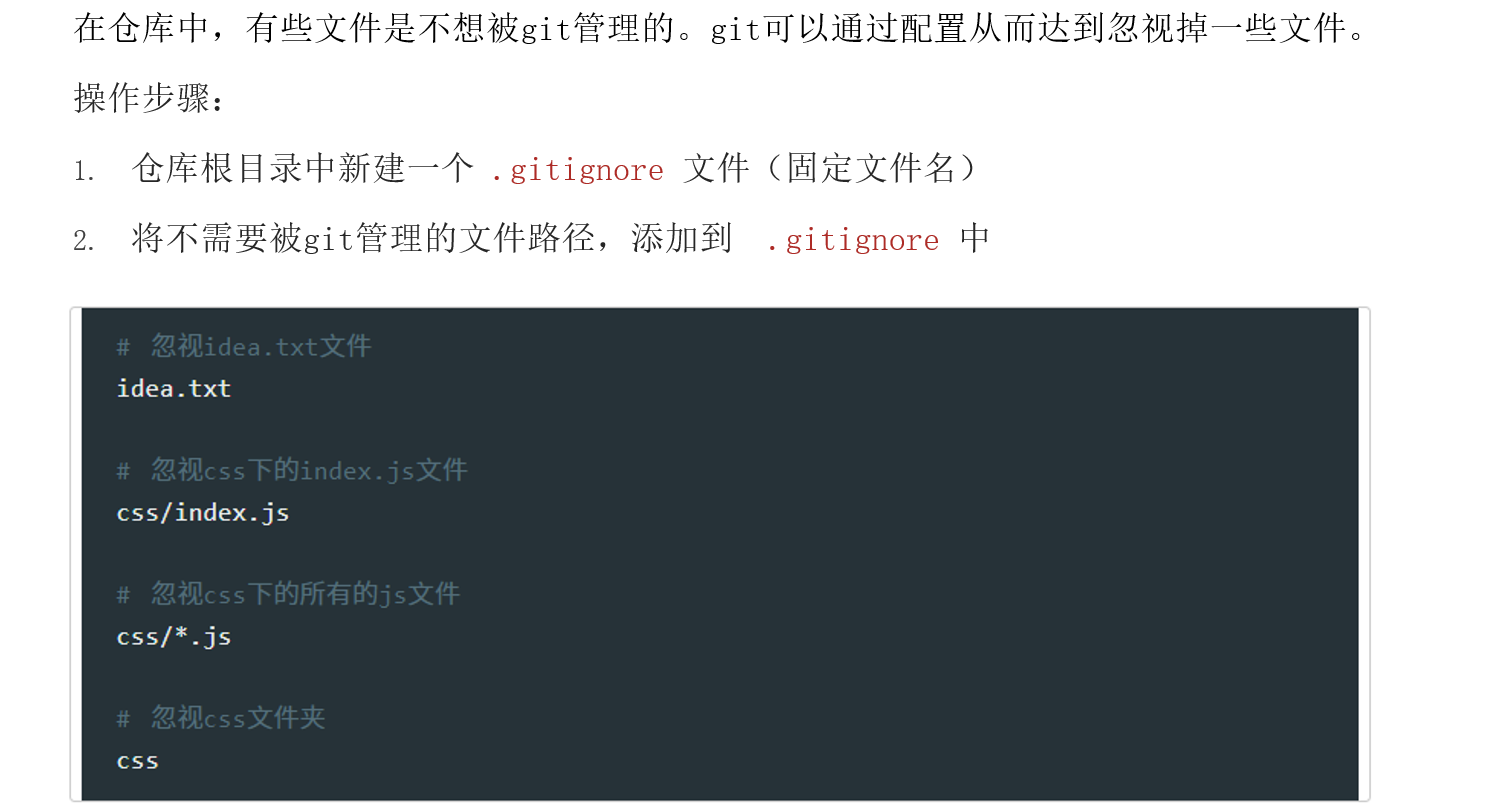 在仓库中，有些文件是不想被git管理的。git可以通过配置从而达到忽视掉一些文件。
操作步骤：
1. 仓库根目录中新建一个 .gitignore 文件（固定文件名）
2. 将不需要被git管理的文件路径，添加到 .gitignore 中
# 忽视idea.txt文件
idea.txt
# 忽视css下的index.js文件
css/index.js
# 忽视css下的所有的js文件
css/*.js
# 忽视css文件夹
css